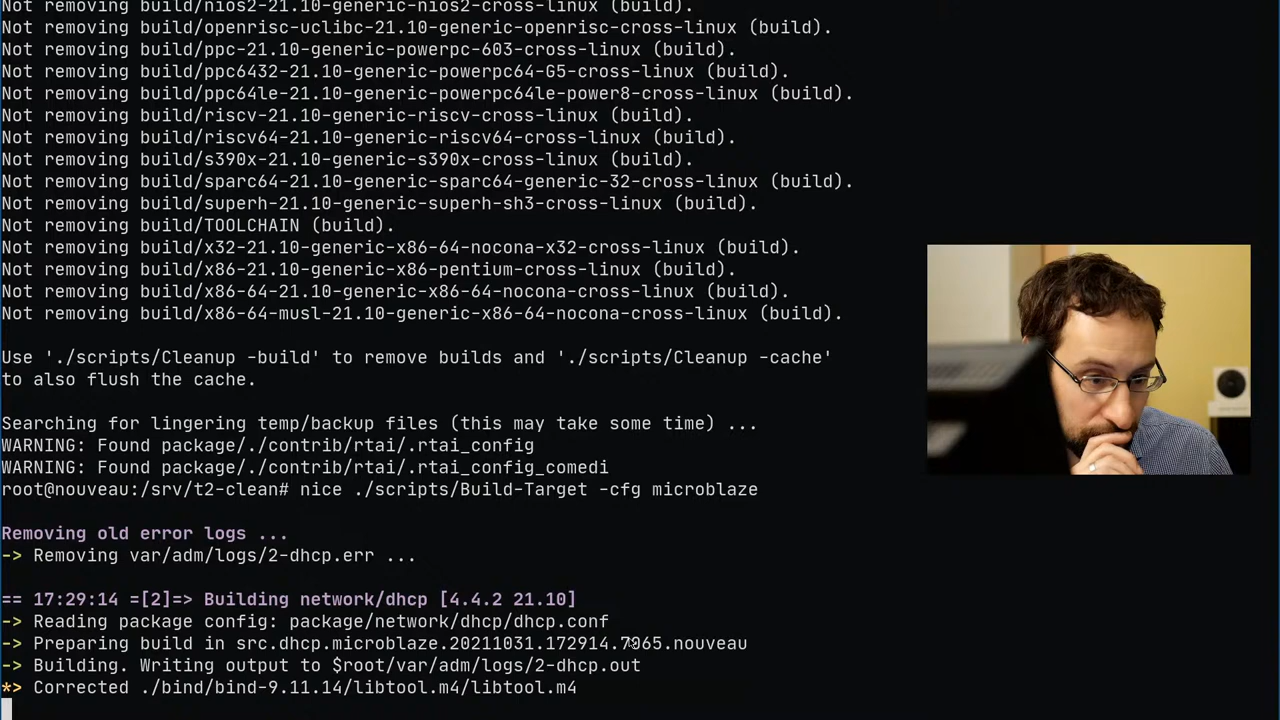 Not removing build/nios2-21.10-generic-nios2-cross-linux (build).
Not removing build/openrisc-uclibc-21.10-generic-openrisc-cross-linux (build).
Not removing build/ppc-21.10-generic-powerpc-603-cross-linux (build).
Not removing build/ppc6432-21.10-generic-powerpc64-G5-cross-linux (build).
Not removing build/ppc64le-21.10-generic-powerpc64le-power8-cross-linux (build).
Not removing build/riscv-21.10-generic-riscv-cross-linux (build).
Not removing build/riscv64-21.10-generic-riscv64-cross-linux (build).
Not removing build/s390x-21.10-generic-s390x-cross-linux (build).
Not removing build/sparc64-21.10-generic-sparc64-generic-32-cross-linux (build).
Not removing build/superh-21.10-generic-superh-sh3-cross-linux (build).
Not removing build/TOOLCHAIN (build).
Not removing build/x32-21.10-generic-x86-64-nocona-x32-cross-linux (build).
Not removing build/x86-21.10-generic-x86-pentium-cross-linux (build).
Not removing build/x86-64-21.10-generic-x86-64-nocona-cross-linux (build).
Not removing build/x86-64-musl-21.10-generic-x86-64-nocona-cross-linux (build).
Use './scripts/Cleanup -build' to remove builds and './scripts/Cleanup -cache'
to also flush the cache.
Searching for lingering temp/backup files (this may take some time) ...
WARNING: Found package/./contrib/rtai/.rtai_config
WARNING: Found package/./contrib/rtai/.rtai_config_comedi
root@nouveau:/srv/t2-clean# nice ./scripts/Build-Target -cfg microblaze
Removing old error logs ...
-> Removing var/adm/logs/2-dhcp.err ...
== 17:29:14 =[2]=> Building network/dhcp [4.4.2 21.10]
-> Reading package config: package/network/dhcp/dhcp.conf
-> Preparing build in src.dhcp.microblaze.20211031.172914.7065.nouveau
-> Building. Writing output to $root/var/adm/logs/2-dhcp.out
*> Corrected ./bind/bind-9.11.14/libtool.m4/libtool.m4